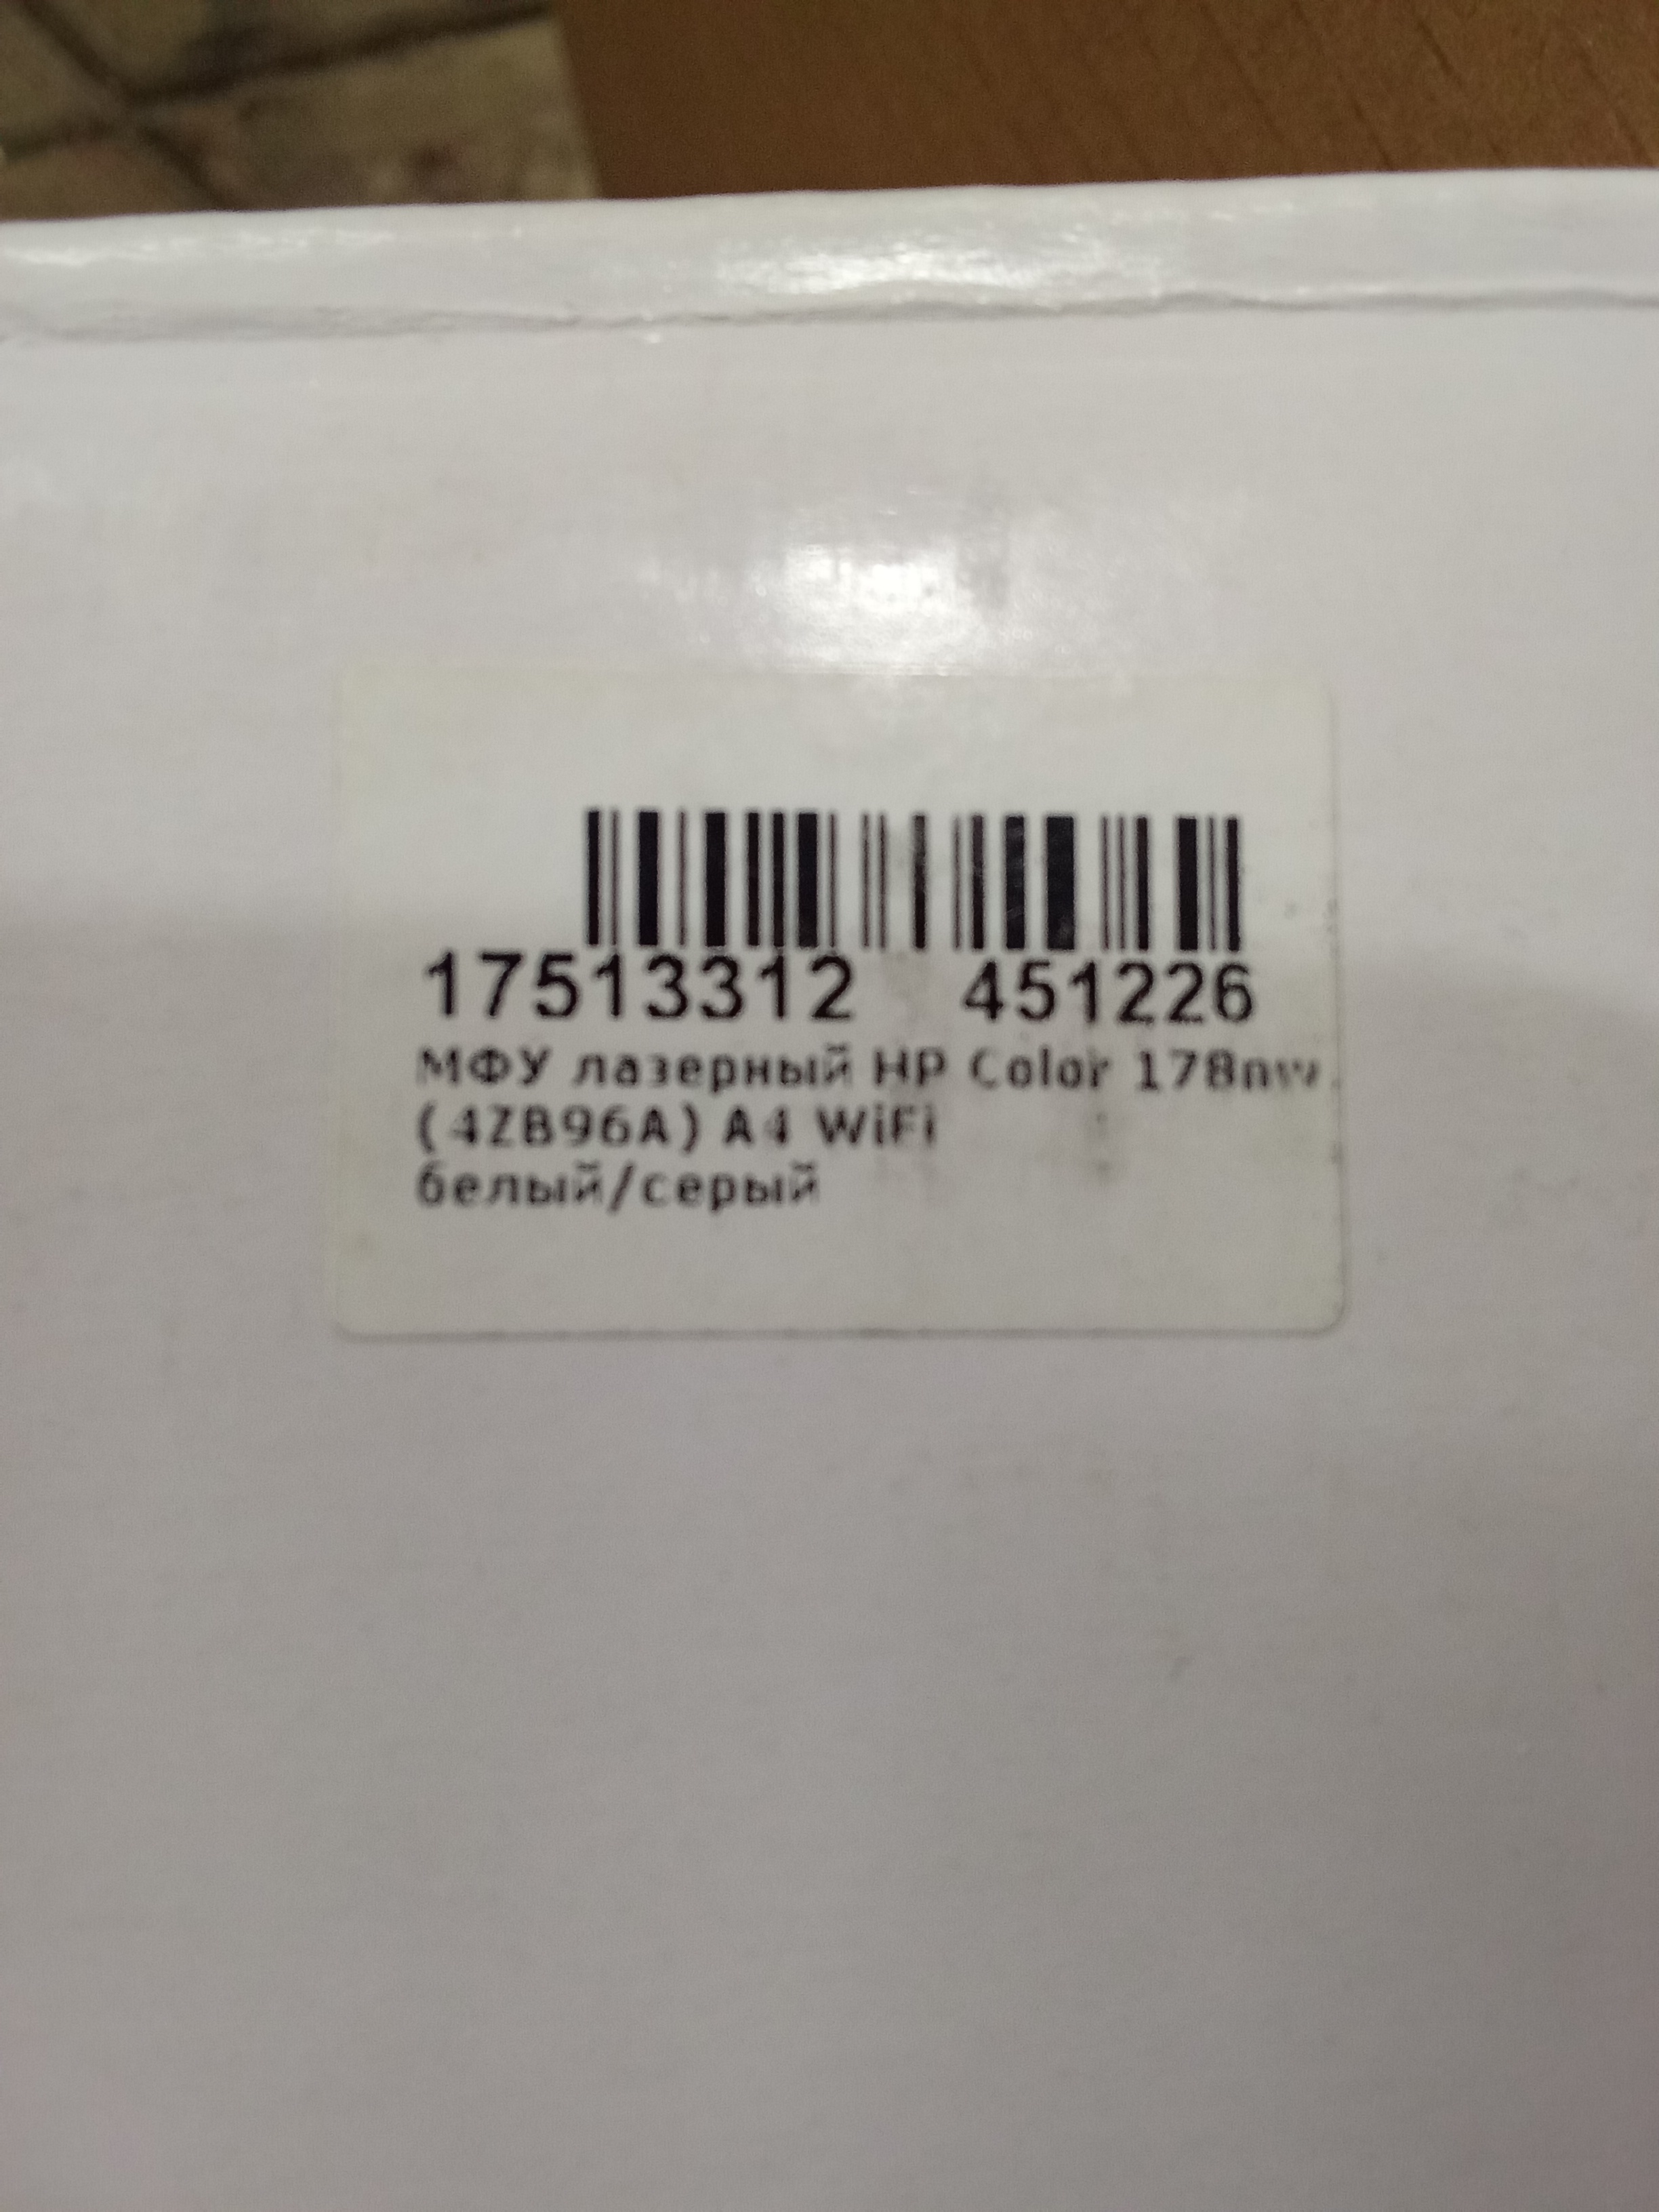 17513312 451226
МФУ лазерный HP Color 178nw
(4ZB96A) A4 WiFi
белый/серый